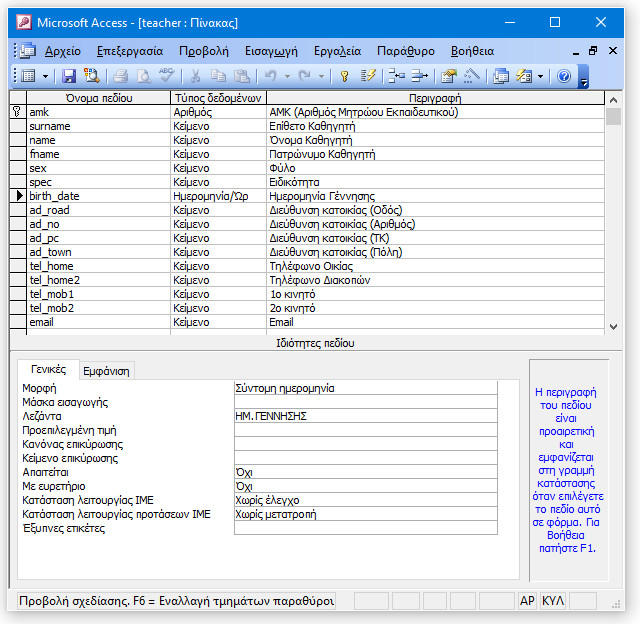 Microsoft Access - [teacher : Πίνακας]
Αρχείο Επεξεργασία Προβολή Εισαγωγή Εργαλεία Παράθυρο Βοήθεια
Όνομα πεδίου Τύπος δεδομένων Περιγραφή
amk Αριθμός ΑΜΚ (Αριθμός Μητρώου Εκπαιδευτικού)
surname Κείμενο Επίθετο Καθηγητή
name Κείμενο Όνομα Καθηγητή
fname Κείμενο Πατρώνυμο Καθηγητή
sex Κείμενο Φύλο
spec Κείμενο Ειδικότητα
birth_date Ημερομηνία/Ώρ Ημερομηνία Γέννησης
ad_road Κείμενο Διεύθυνση κατοικίας (Οδός)
ad_no Κείμενο Διεύθυνση κατοικίας (Αριθμός)
ad_pc Κείμενο Διεύθυνση κατοικίας (ΤΚ)
ad_town Κείμενο Διεύθυνση κατοικίας (Πόλη)
tel_home Κείμενο Τηλέφωνο Οικίας
tel_home2 Κείμενο Τηλέφωνο Διακοπών
tel_mob1 Κείμενο 1ο κινητό
tel_mob2 Κείμενο 2ο κινητό
email Κείμενο Email
Ιδιότητες πεδίου
Γενικές Εμφάνιση
Μορφή Σύντομη ημερομηνία
Μάσκα εισαγωγής
Λεζάντα ΗΜ.ΓΕΝΝΗΣΗΣ
Προεπιλεγμένη τιμή
Κανόνας επικύρωσης
Κείμενο επικύρωσης
Απαιτείται Όχι
Με ευρετήριο Όχι
Κατάσταση λειτουργίας IME Χωρίς έλεγχο
Κατάσταση λειτουργίας προτάσεων IME Χωρίς μετατροπή
Έξυπνες ετικέτες
Η περιγραφή
του πεδίου
είναι
προαιρετική
και
εμφανίζεται
στη γραμμή
κατάστασης
όταν επιλέγετε
το πεδίο αυτό
σε φόρμα. Για
Βοήθεια
πατήστε F1.
Προβολή σχεδίασης. F6 = Εναλλαγή τμημάτων παραθύρου ΑΡ ΚΥΛ